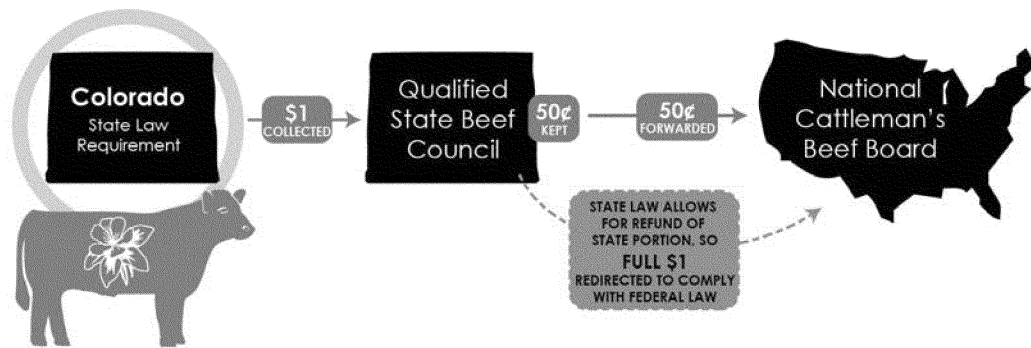 Colorado
State Law
Requirement
$1
COLLECTED
Qualified
State Beef
Council
50¢
KEPT
50¢
FORWARDED
National
Cattleman's
Beef Board
STATE LAW ALLOWS
FOR REFUND OF
STATE PORTION, SO
FULL $1
REDIRECTED TO COMPLY
WITH FEDERAL LAW